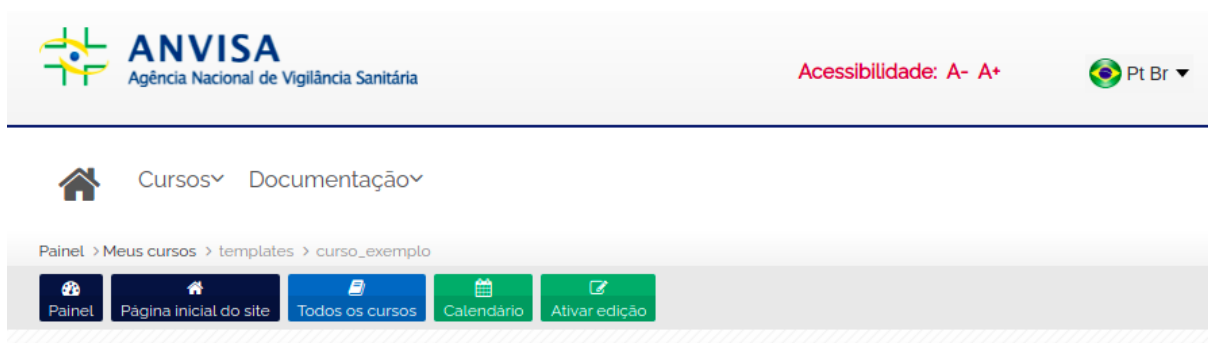 ANVISA
Agência Nacional de Vigilância Sanitária
Acessibilidade: A- A+
Pt Br
Cursos Documentação
Painel > Meus cursos > templates > curso_exemplo
Painel Página inicial do site Todos os cursos Calendário Ativar edição